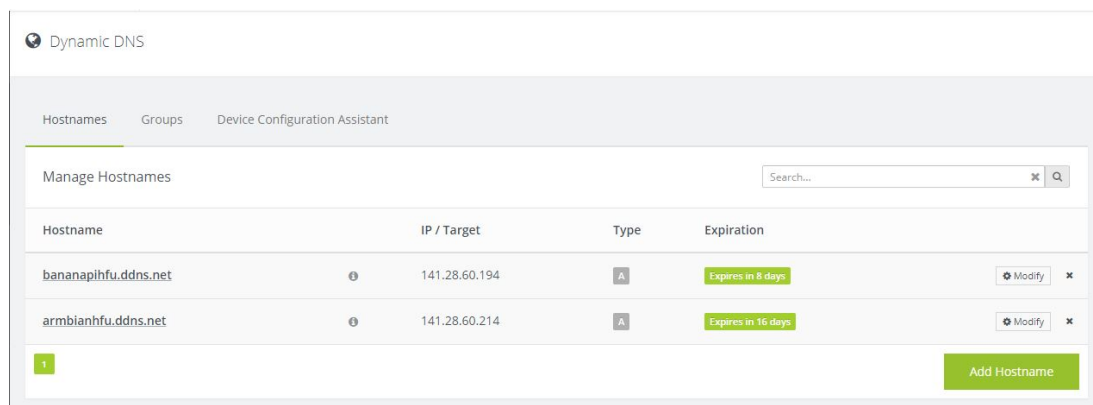 Dynamic DNS
Hostnames Groups Device Configuration Assistant
Manage Hostnames Search...
Hostname IP / Target Type Expiration
bananapihfu.ddns.net 141.28.60.194 A Expires in 8 days Modify
armbianhfu.ddns.net 141.28.60.214 A Expires in 16 days Modify
1 Add Hostname